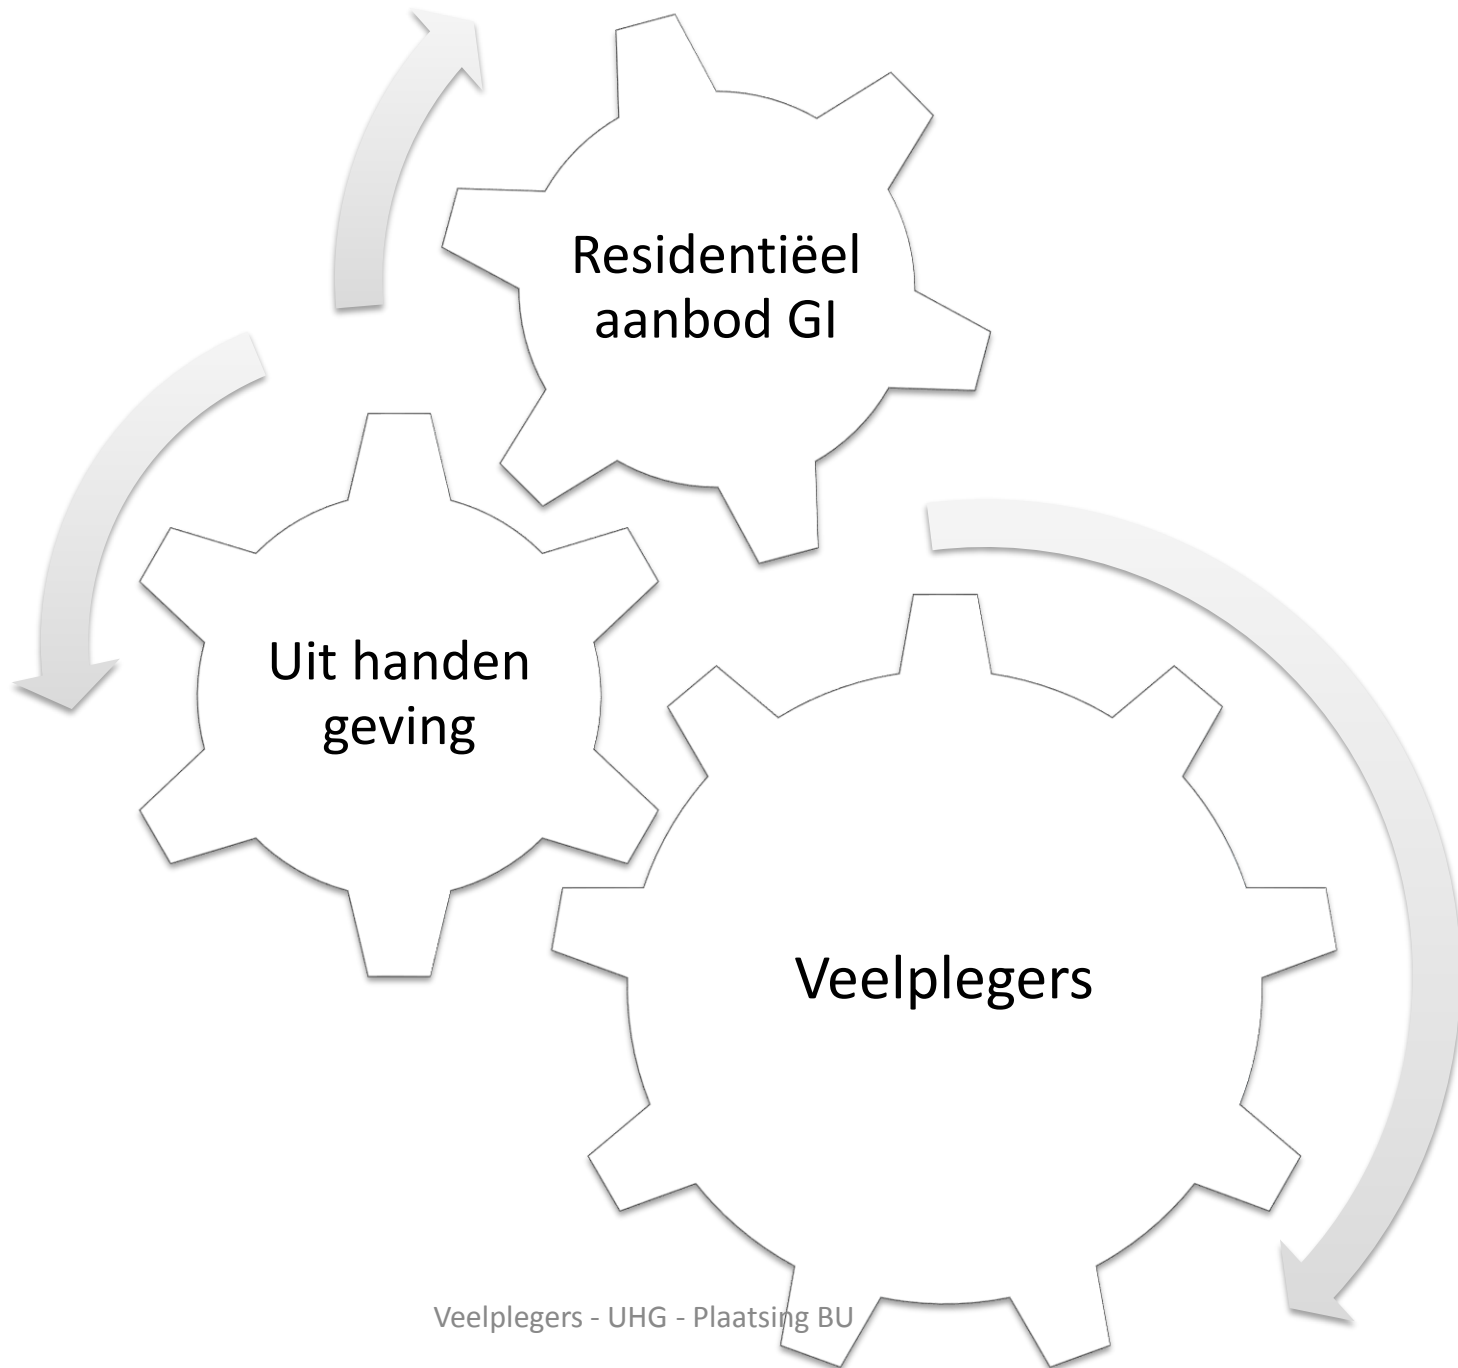 Residentiëel
aanbod GI
Uit handen
geving
Veelplegers
Veelplegers - UHG - Plaatsing BU